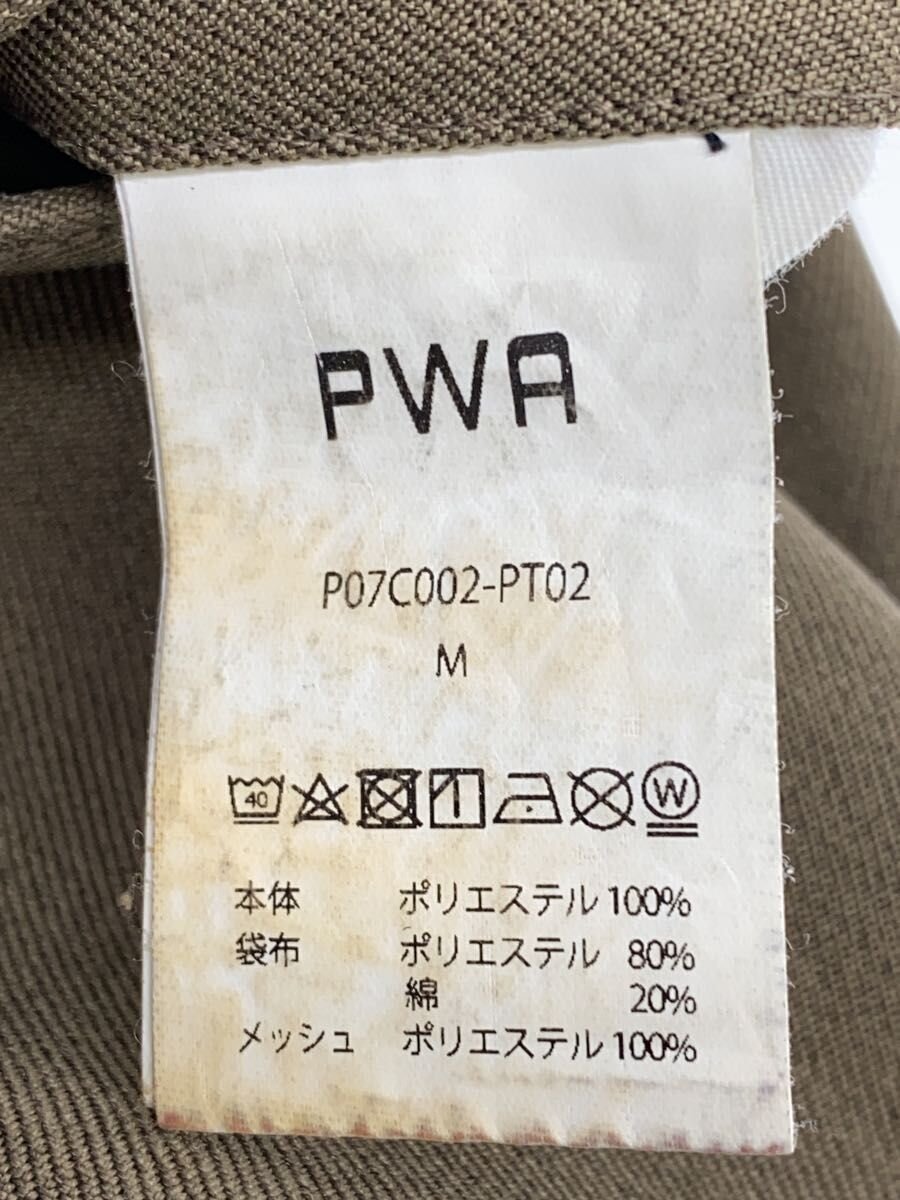 PWA
P07C002-PT02
M
40 W
本体 ポリエステル 100%
袋布 ポリエステル 80%
綿 20%
メッシュ ポリエステル 100%